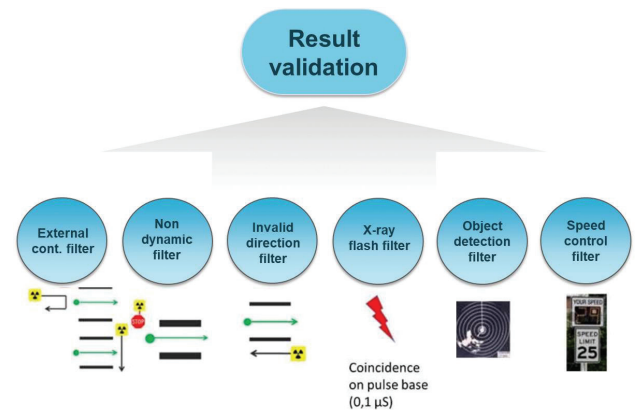 Result
validation
External
cont. filter
Non
dynamic
filter
Invalid
direction
filter
X-ray
flash filter
Object
detection
filter
Speed
control
filter
STOP
YOUR SPEED
SPEED
LIMIT
25
Coincidence
on pulse base
(0,1 µS)